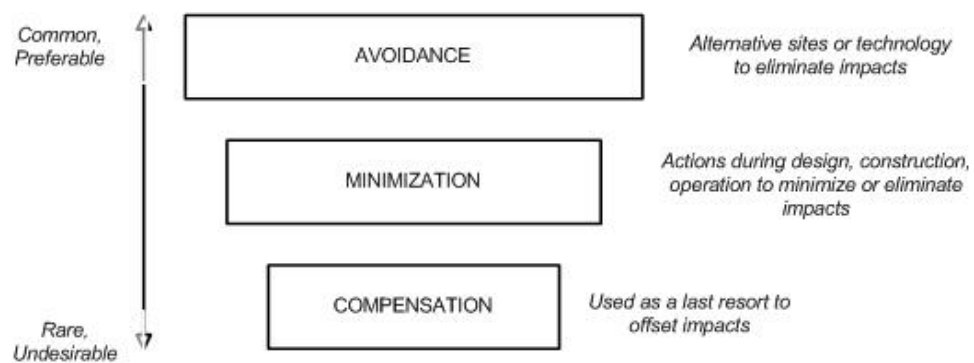 Common,
Preferable
AVOIDANCE
Alternative sites or technology
to eliminate impacts
MINIMIZATION
Actions during design, construction,
operation to minimize or eliminate
impacts
COMPENSATION
Used as a last resort to
offset impacts
Rare,
Undesirable